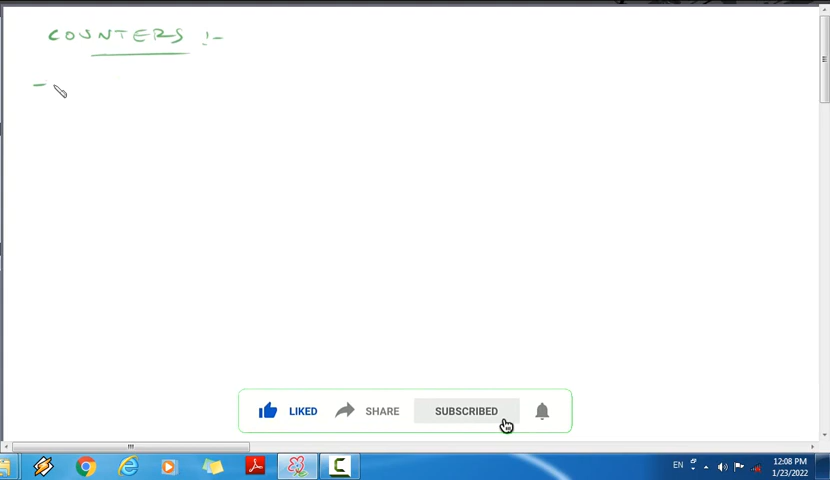 COUNTERS :-
-
LIKED SHARE SUBSCRIBED
EN 12:08 PM
1/23/2022